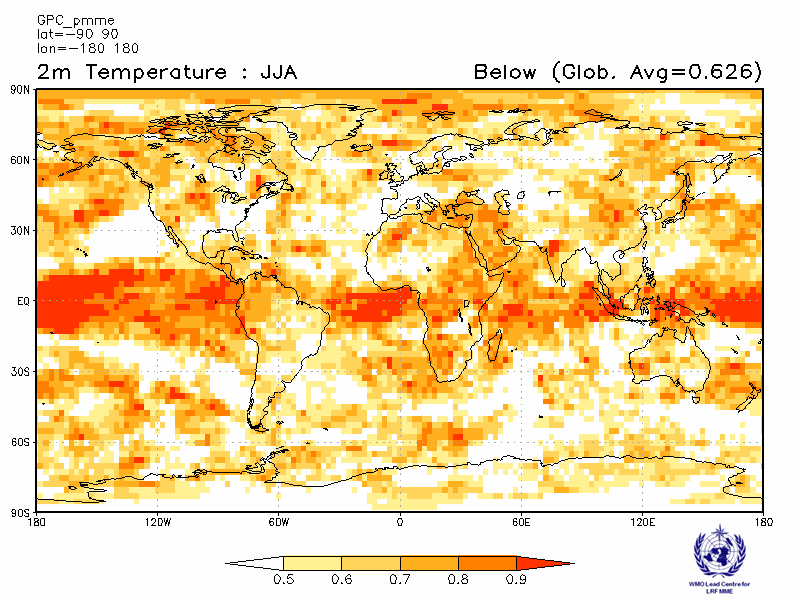 GPC_pmme
lat=-90 90
lon=-180 180
2m Temperature : JJA Below (Glob. Avg=0.626)
90N
60N
30N
EQ
30S
60S
90S
180 120W 60W 0 60E 120E 180
0.5 0.6 0.7 0.8 0.9
WMO Lead Centre for
LRF MME